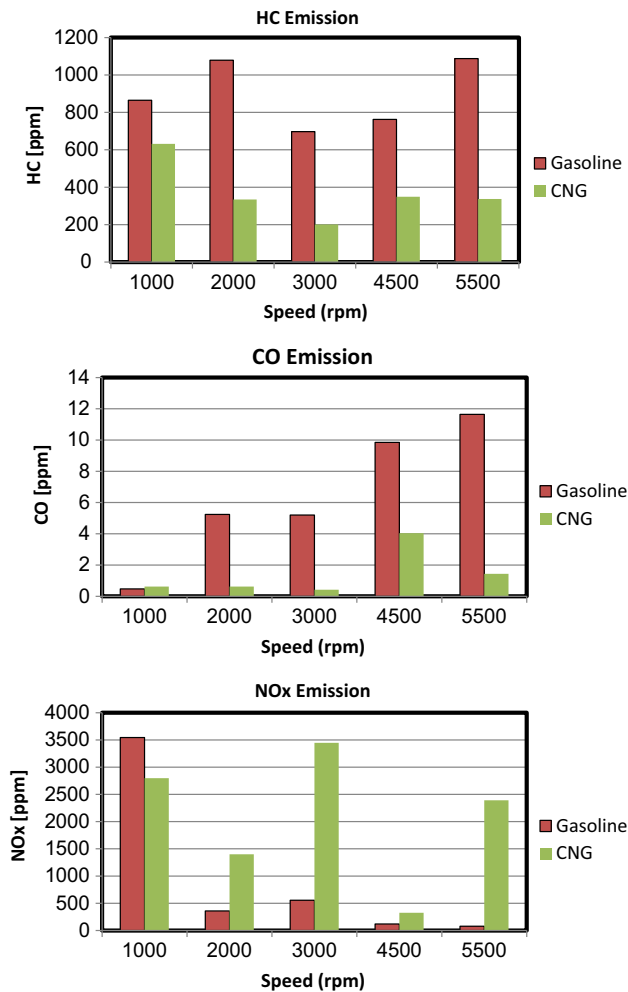 HC Emission
1200
1000
800
600
400
200
0
HC [ppm]
1000 2000 3000 4500 5500
Speed (rpm)
Gasoline
CNG
CO Emission
14
12
10
8
6
4
2
0
CO [ppm]
1000 2000 3000 4500 5500
Speed (rpm)
Gasoline
CNG
NOx Emission
4000
3500
3000
2500
2000
1500
1000
500
0
NOx [ppm]
1000 2000 3000 4500 5500
Speed (rpm)
Gasoline
CNG